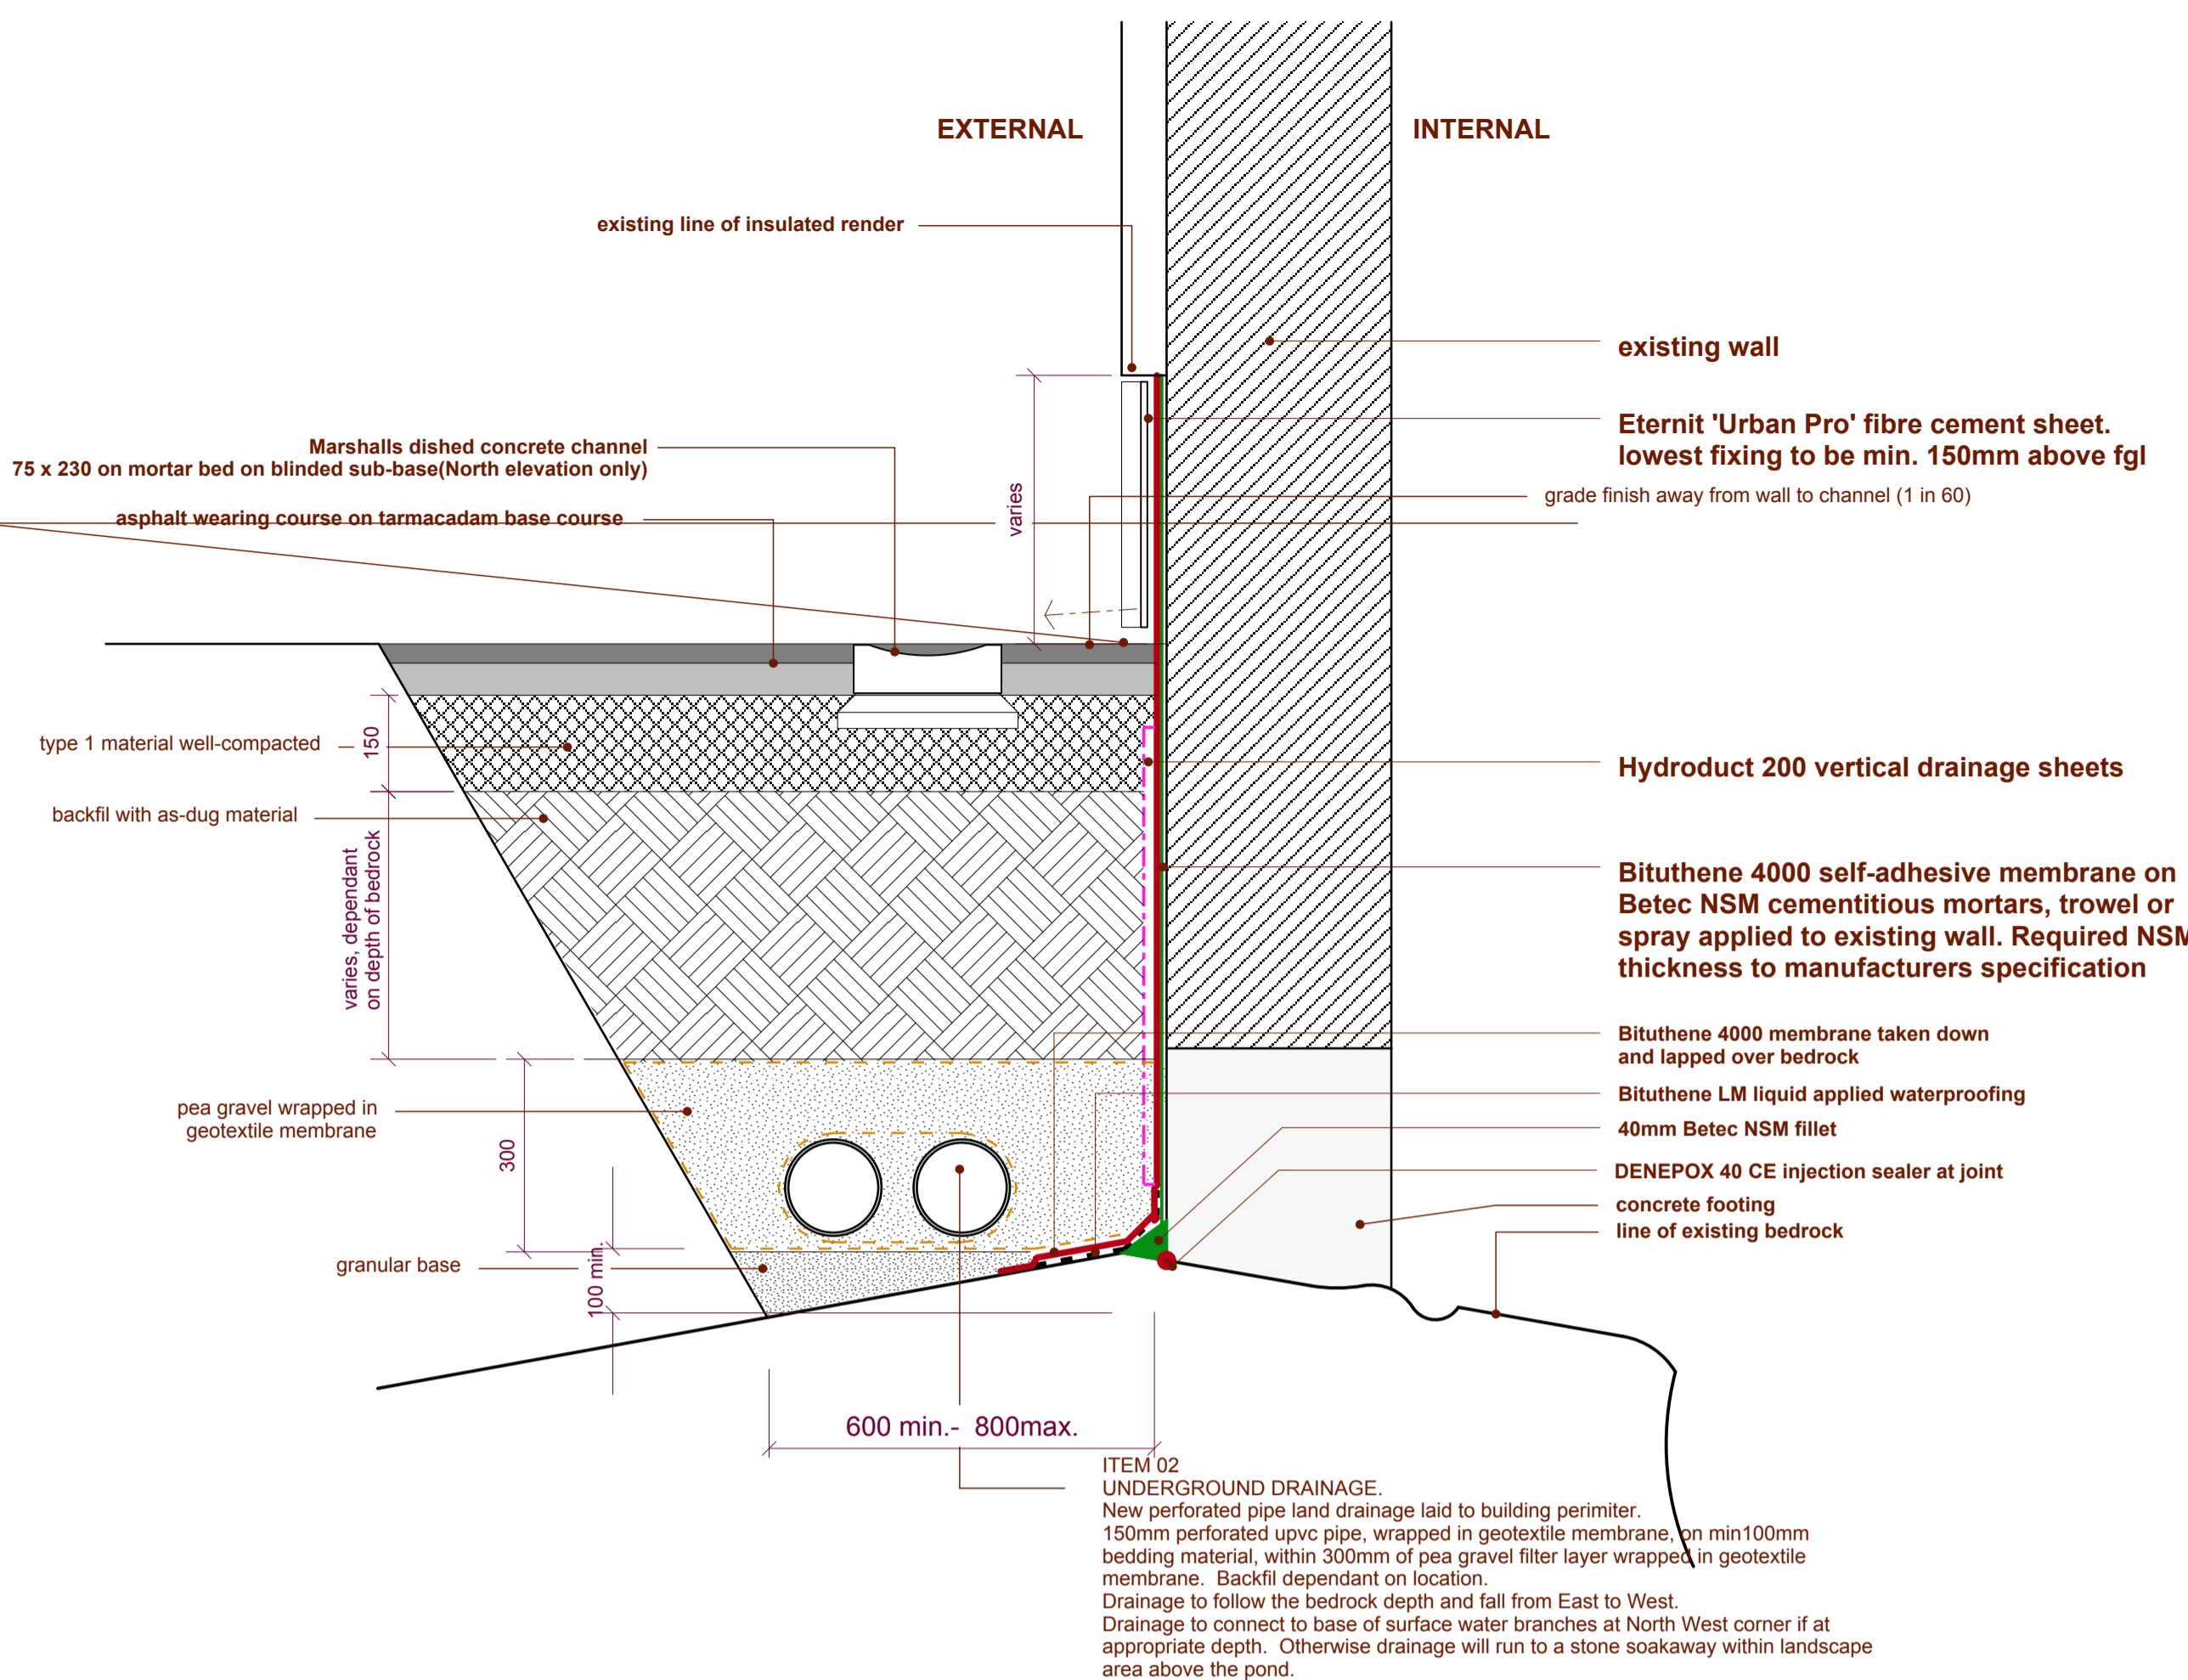 EXTERNAL
INTERNAL
existing line of insulated render
existing wall
Eternit 'Urban Pro' fibre cement sheet.
lowest fixing to be min. 150mm above fgl
Marshalls dished concrete channel
75 x 230 on mortar bed on blinded sub-base(North elevation only)
grade finish away from wall to channel (1 in 60)
asphalt wearing course on tarmacadam base course
varies
type 1 material well-compacted
150
Hydroduct 200 vertical drainage sheets
backfil with as-dug material
varies, dependant
on depth of bedrock
Bituthene 4000 self-adhesive membrane on
Betec NSM cementitious mortars, trowel or
spray applied to existing wall. Required NSM
thickness to manufacturers specification
Bituthene 4000 membrane taken down
and lapped over bedrock
Bituthene LM liquid applied waterproofing
40mm Betec NSM fillet
DENEPOX 40 CE injection sealer at joint
concrete footing
line of existing bedrock
pea gravel wrapped in
geotextile membrane
300
granular base
100 min.
600 min.- 800max.
ITEM 02
UNDERGROUND DRAINAGE.
New perforated pipe land drainage laid to building perimiter.
150mm perforated upvc pipe, wrapped in geotextile membrane, on min100mm
bedding material, within 300mm of pea gravel filter layer wrapped in geotextile
membrane. Backfil dependant on location.
Drainage to follow the bedrock depth and fall from East to West.
Drainage to connect to base of surface water branches at North West corner if at
appropriate depth. Otherwise drainage will run to a stone soakaway within landscape
area above the pond.